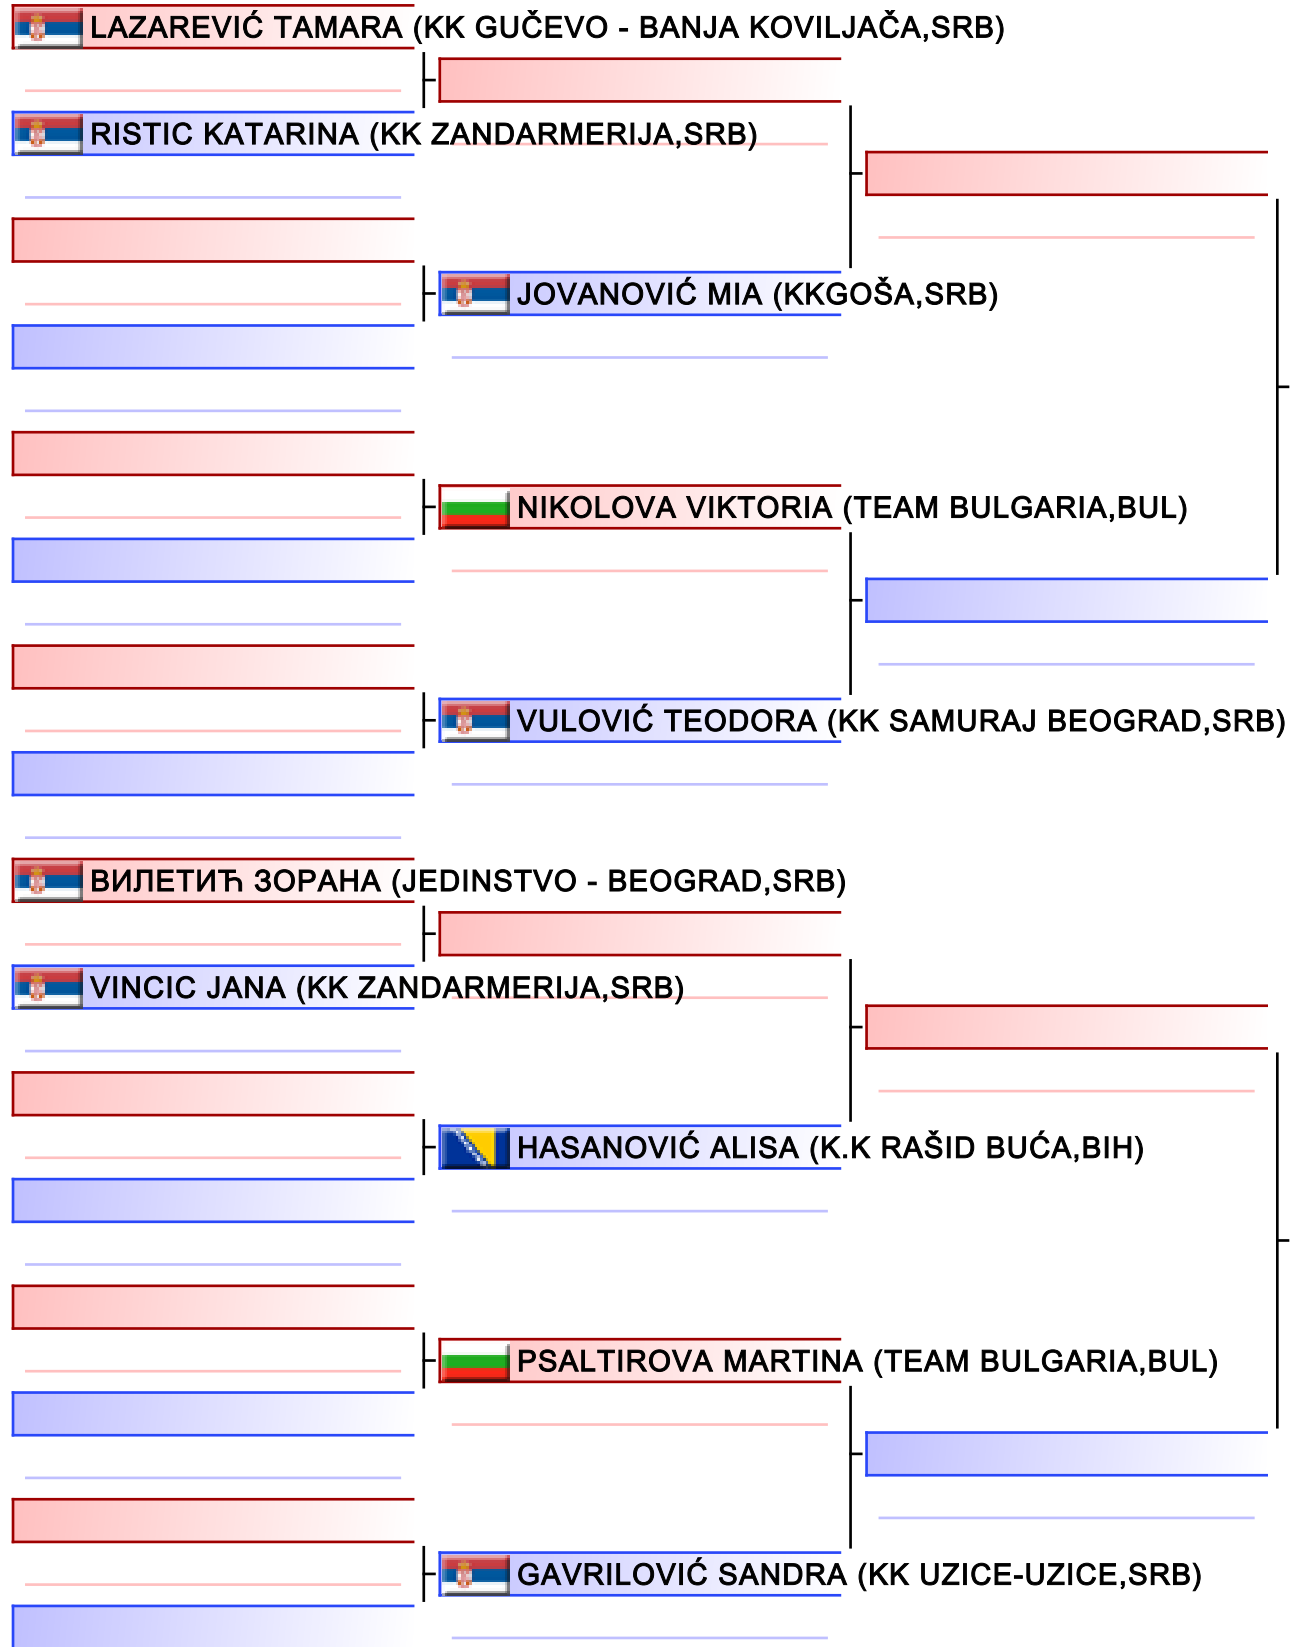 LAZAREVIĆ TAMARA (KK GUČEVO - BANJA KOVILJAČA,SRB)
RISTIC KATARINA (KK ZANDARMERIJA,SRB)
JOVANOVIĆ MIA (KKGOŠA,SRB)
NIKOLOVA VIKTORIA (TEAM BULGARIA,BUL)
VULOVIĆ TEODORA (KK SAMURAJ BEOGRAD,SRB)
ВИЛЕТИЋ ЗОРАНА (JEDINSTVO - BEOGRAD,SRB)
VINCIC JANA (KK ZANDARMERIJA,SRB)
HASANOVIĆ ALISA (K.K RAŠID BUĆA,BIH)
PSALTIROVA MARTINA (TEAM BULGARIA,BUL)
GAVRILOVIĆ SANDRA (KK UZICE-UZICE,SRB)